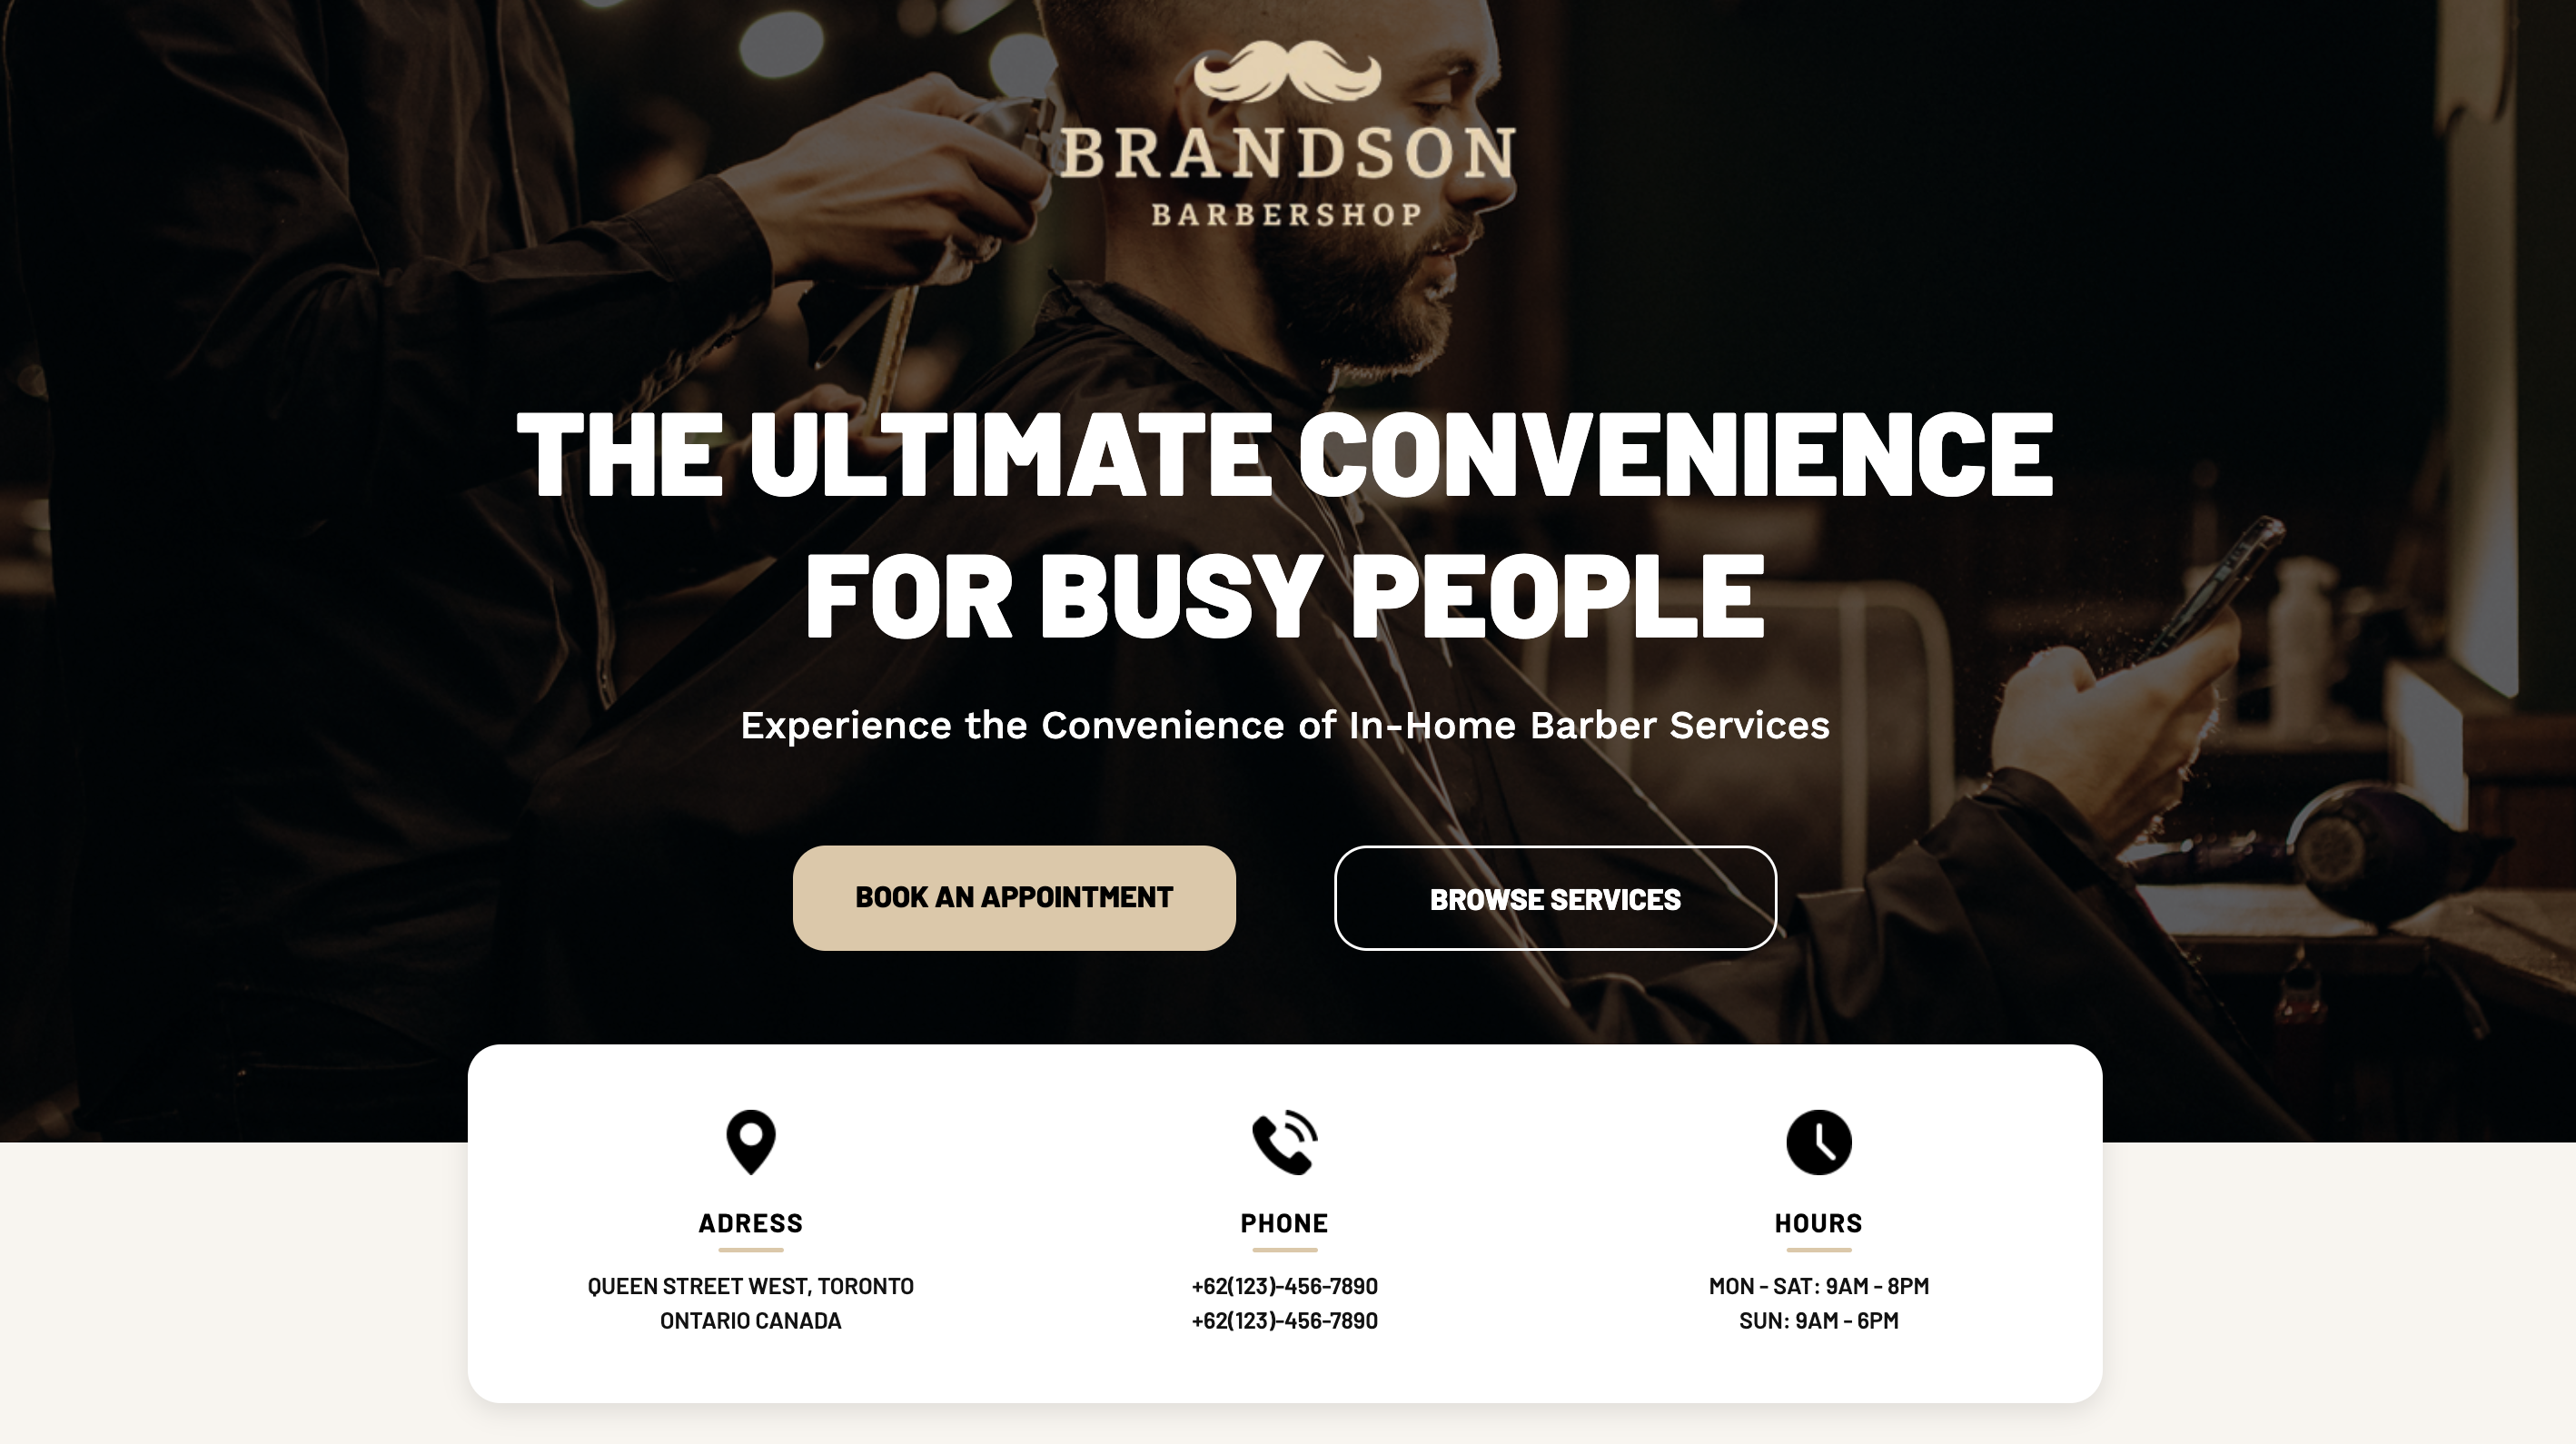 BRANDSON
BARBERSHOP
THE ULTIMATE CONVENIENCE
FOR BUSY PEOPLE
Experience the Convenience of In-Home Barber Services
BOOK AN APPOINTMENT
BROWSE SERVICES
ADRESS
QUEEN STREET WEST, TORONTO
ONTARIO CANADA
PHONE
+62(123)-456-7890
+62(123)-456-7890
HOURS
MON - SAT: 9AM - 8PM
SUN: 9AM - 6PM